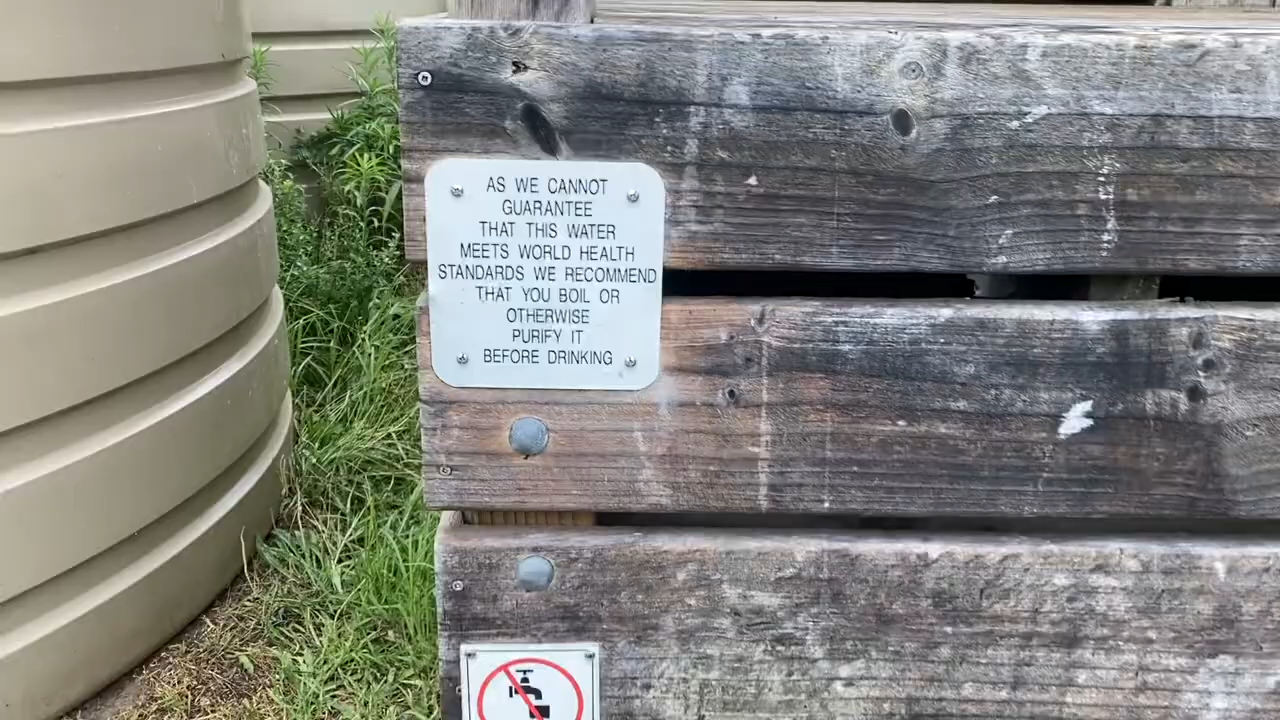 AS WE CANNOT
GUARANTEE
THAT THIS WATER
MEETS WORLD HEALTH
STANDARDS WE RECOMMEND
THAT YOU BOIL OR
OTHERWISE
PURIFY IT
BEFORE DRINKING